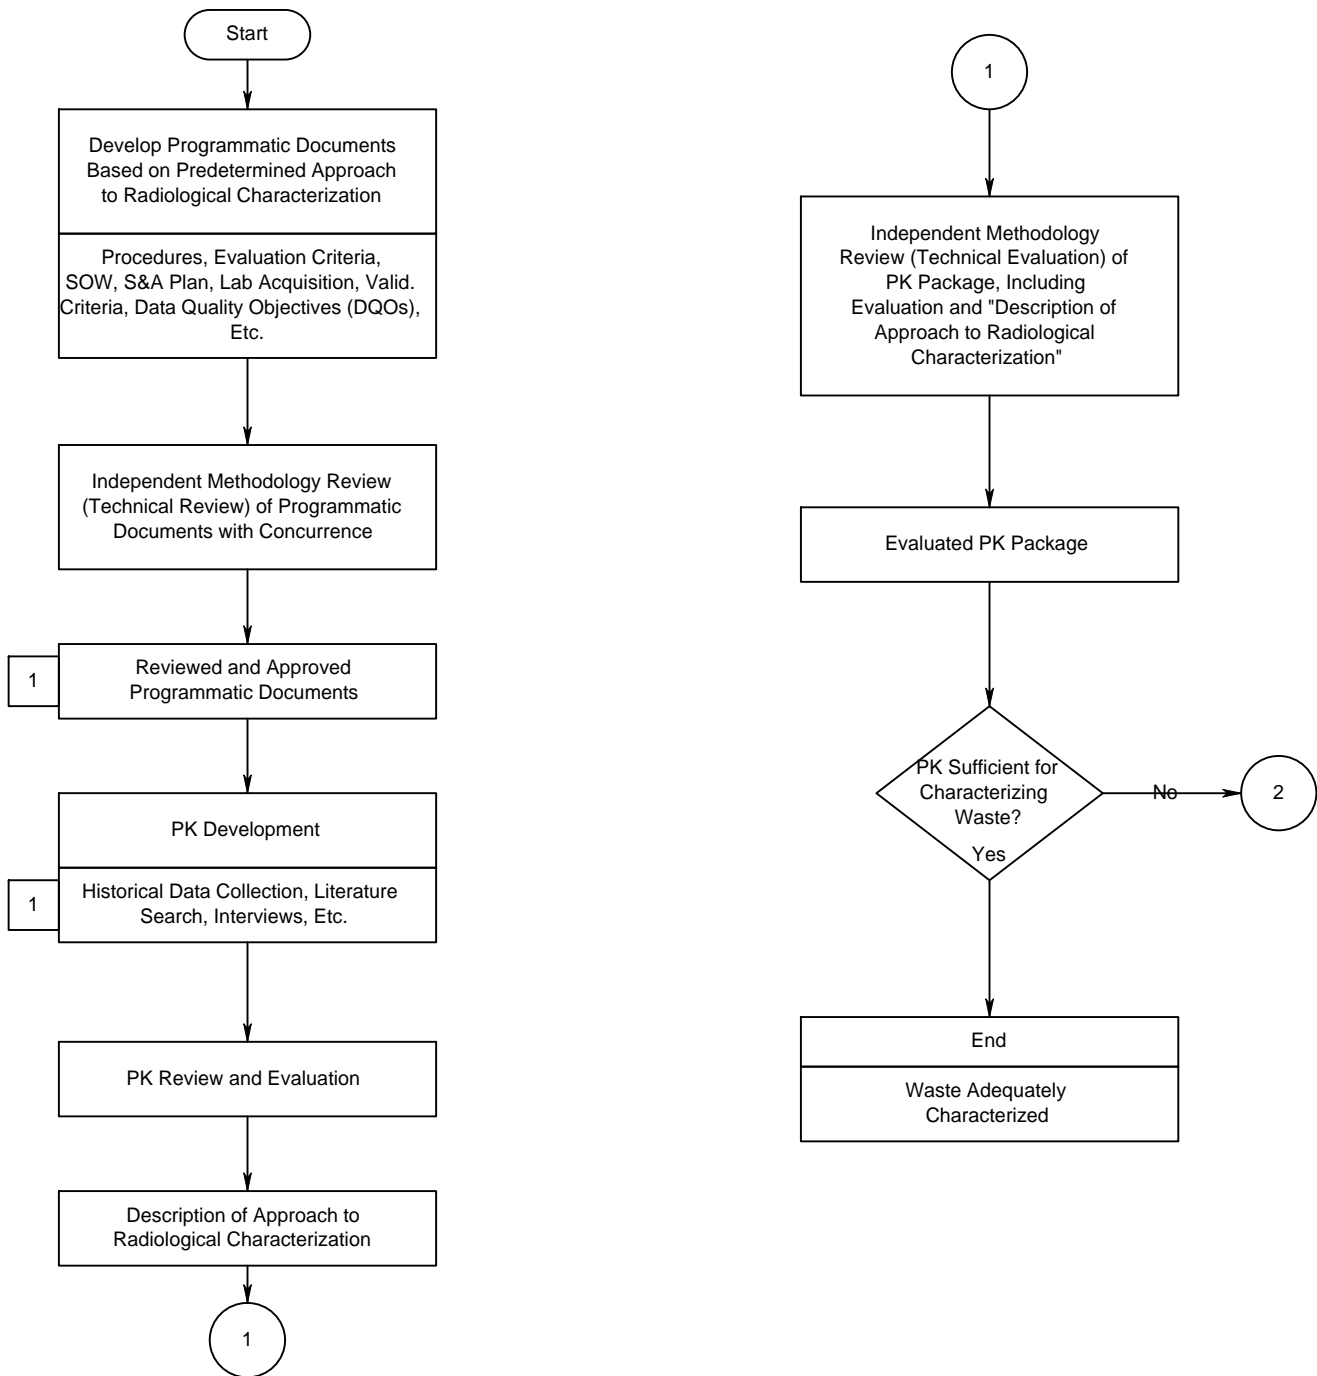 Start
Develop Programmatic Documents
Based on Predetermined Approach
to Radiological Characterization
Procedures, Evaluation Criteria,
SOW, S&A Plan, Lab Acquisition, Valid.
Criteria, Data Quality Objectives (DQOs),
Etc.
Independent Methodology Review
(Technical Review) of Programmatic
Documents with Concurrence
1
Reviewed and Approved
Programmatic Documents
PK Development
1
Historical Data Collection, Literature
Search, Interviews, Etc.
PK Review and Evaluation
Description of Approach to
Radiological Characterization
1
1
Independent Methodology
Review (Technical Evaluation) of
PK Package, Including
Evaluation and "Description of
Approach to Radiological
Characterization"
Evaluated PK Package
PK Sufficient for
Characterizing
Waste?
No
2
Yes
End
Waste Adequately
Characterized